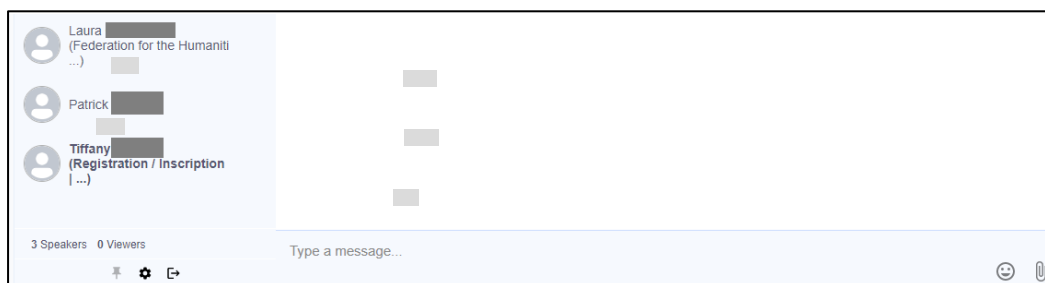 Laura
(Federation for the Humaniti
...)
Patrick
Tiffany
(Registration / Inscription
| ...)
3 Speakers 0 Viewers
Type a message...